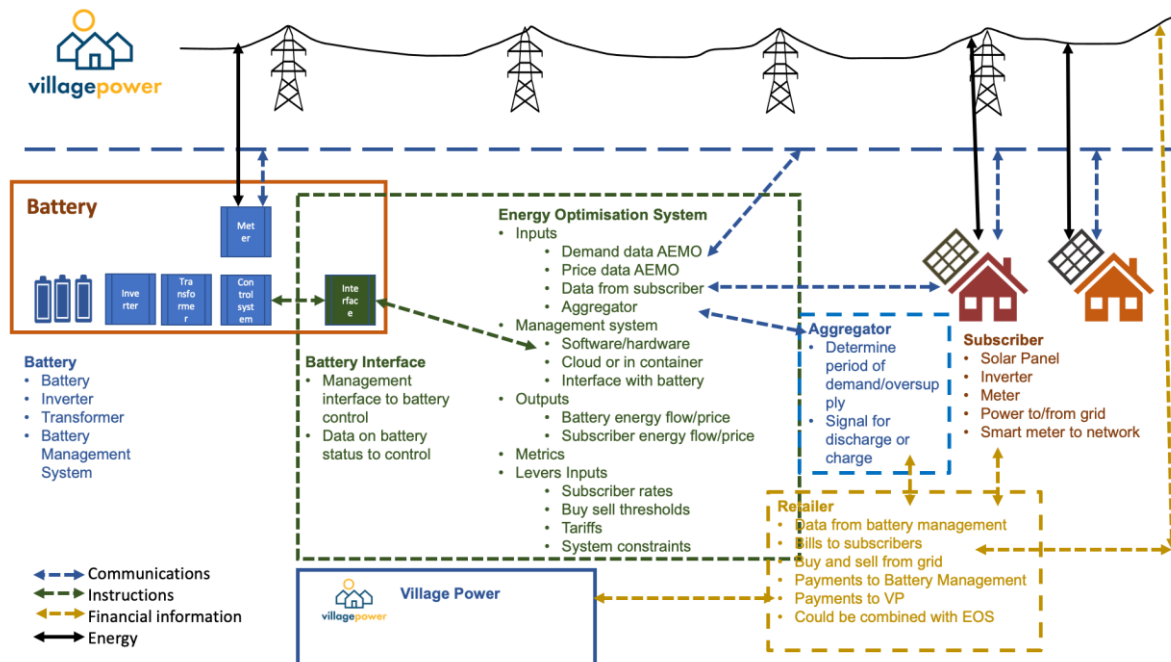 villagepower
Battery
Met
er
Inve
rter
Tra
nsfo
rme
r
Con
trol
syst
em
Inte
rfac
e
Battery
• Battery
• Inverter
• Transformer
• Battery
Management
System
Battery Interface
• Management
interface to battery
control
• Data on battery
status to control
Energy Optimisation System
• Inputs
• Demand data AEMO
• Price data AEMO
• Data from subscriber
• Aggregator
• Management system
• Software/hardware
• Cloud or in container
• Interface with battery
• Outputs
• Battery energy flow/price
• Subscriber energy flow/price
• Metrics
• Levers Inputs
• Subscriber rates
• Buy sell thresholds
• Tariffs
• System constraints
Aggregator
• Determine
period of
demand/oversup
ply
• Signal for
discharge or
charge
Subscriber
• Solar Panel
• Inverter
• Meter
• Power to/from grid
• Smart meter to network
Retailer
• Data from battery management
• Bills to subscribers
• Buy and sell from grid
• Payments to Battery Management
• Payments to VP
• Could be combined with EOS
Communications
Instructions
Financial information
Energy
villagepower
Village Power